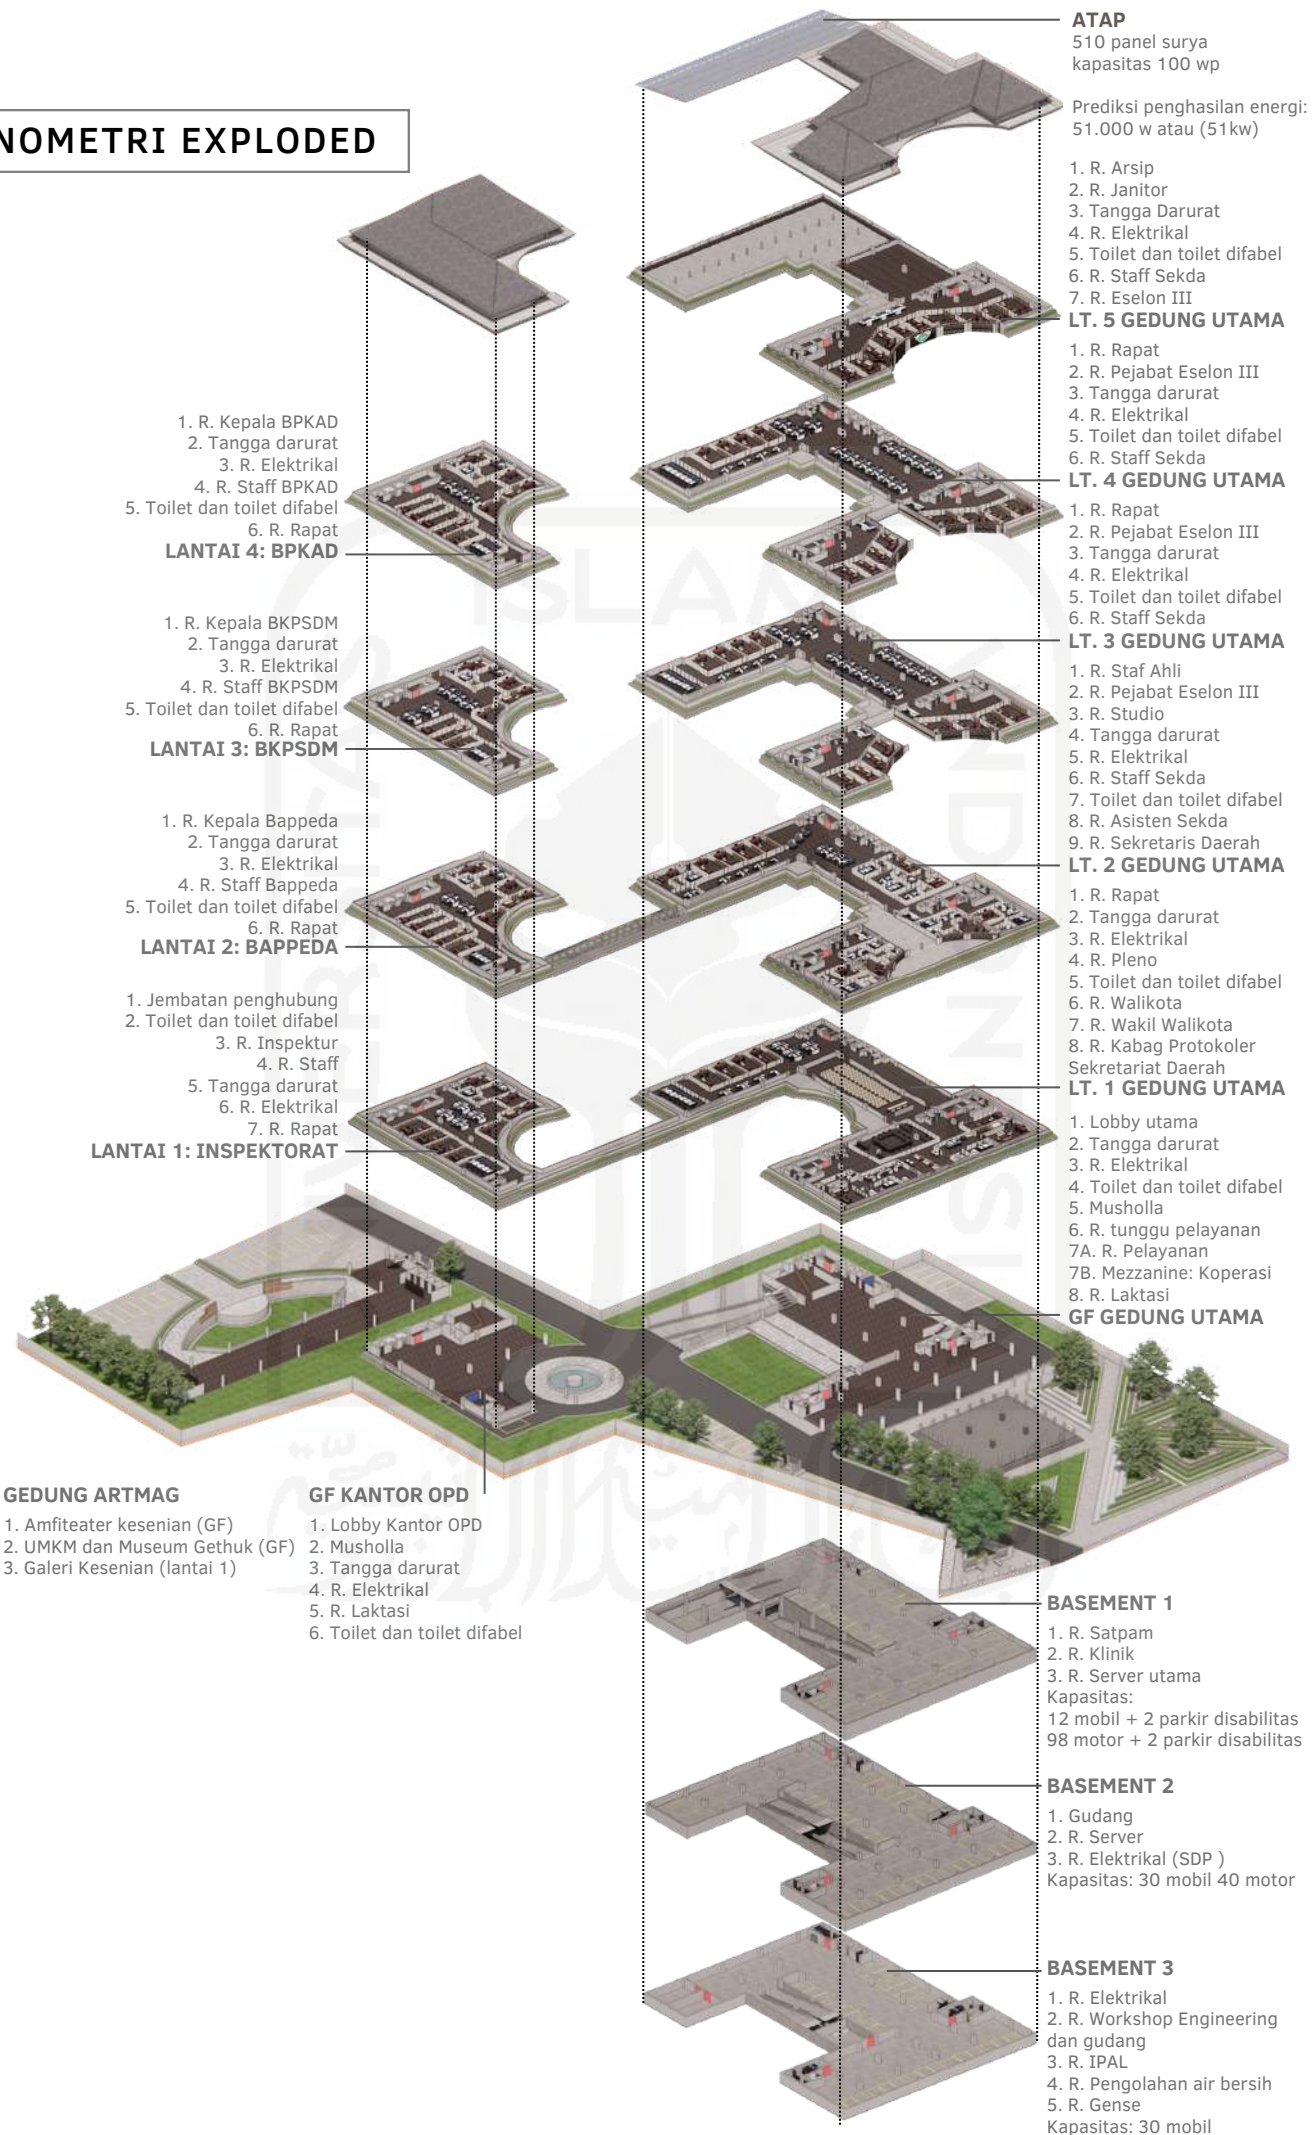 NOMETRI EXPLODED
ATAP
510 panel surya
kapasitas 100 wp
Prediksi penghasilan energi:
51.000 w atau (51kw)
1. R. Arsip
2. R. Janitor
3. Tangga Darurat
4. R. Elektrikal
5. Toilet dan toilet difabel
6. R. Staff Sekda
7. R. Eselon III
LT. 5 GEDUNG UTAMA
1. R. Rapat
2. R. Pejabat Eselon III
3. Tangga darurat
4. R. Elektrikal
5. Toilet dan toilet difabel
6. R. Staff Sekda
LT. 4 GEDUNG UTAMA
1. R. Rapat
2. R. Pejabat Eselon III
3. Tangga darurat
4. R. Elektrikal
5. Toilet dan toilet difabel
6. R. Staff Sekda
LT. 3 GEDUNG UTAMA
1. R. Staf Ahli
2. R. Pejabat Eselon III
3. R. Studio
4. Tangga darurat
5. R. Elektrikal
6. R. Staff Sekda
7. Toilet dan toilet difabel
8. R. Asisten Sekda
9. R. Sekretaris Daerah
LT. 2 GEDUNG UTAMA
1. R. Rapat
2. Tangga darurat
3. R. Elektrikal
4. R. Pleno
5. Toilet dan toilet difabel
6. R. Walikota
7. R. Wakil Walikota
8. R. Kabag Protokoler
Sekretariat Daerah
LT. 1 GEDUNG UTAMA
1. Lobby utama
2. Tangga darurat
3. R. Elektrikal
4. Toilet dan toilet difabel
5. Musholla
6. R. tunggu pelayanan
7A. R. Pelayanan
7B. Mezzanine: Koperasi
8. R. Laktasi
GF GEDUNG UTAMA
1. R. Kepala BPKAD
2. Tangga darurat
3. R. Elektrikal
4. R. Staff BPKAD
5. Toilet dan toilet difabel
6. R. Rapat
LANTAI 4: BPKAD
1. R. Kepala BKPSDM
2. Tangga darurat
3. R. Elektrikal
4. R. Staff BKPSDM
5. Toilet dan toilet difabel
6. R. Rapat
LANTAI 3: BKPSDM
1. R. Kepala Bappeda
2. Tangga darurat
3. R. Elektrikal
4. R. Staff Bappeda
5. Toilet dan toilet difabel
6. R. Rapat
LANTAI 2: BAPPEDA
1. Jembatan penghubung
2. Toilet dan toilet difabel
3. R. Inspektur
4. R. Staff
5. Tangga darurat
6. R. Elektrikal
7. R. Rapat
LANTAI 1: INSPEKTORAT
GEDUNG ARTMAG
1. Amfiteater kesenian (GF)
2. UMKM dan Museum Gethuk (GF)
3. Galeri Kesenian (lantai 1)
GF KANTOR OPD
1. Lobby Kantor OPD
2. Musholla
3. Tangga darurat
4. R. Elektrikal
5. R. Laktasi
6. Toilet dan toilet difabel
BASEMENT 1
1. R. Satpam
2. R. Klinik
3. R. Server utama
Kapasitas:
12 mobil + 2 parkir disabilitas
98 motor + 2 parkir disabilitas
BASEMENT 2
1. Gudang
2. R. Server
3. R. Elektrikal (SDP )
Kapasitas: 30 mobil 40 motor
BASEMENT 3
1. R. Elektrikal
2. R. Workshop Engineering
dan gudang
3. R. IPAL
4. R. Pengolahan air bersih
5. R. Gense
Kapasitas: 30 mobil
ISLAM